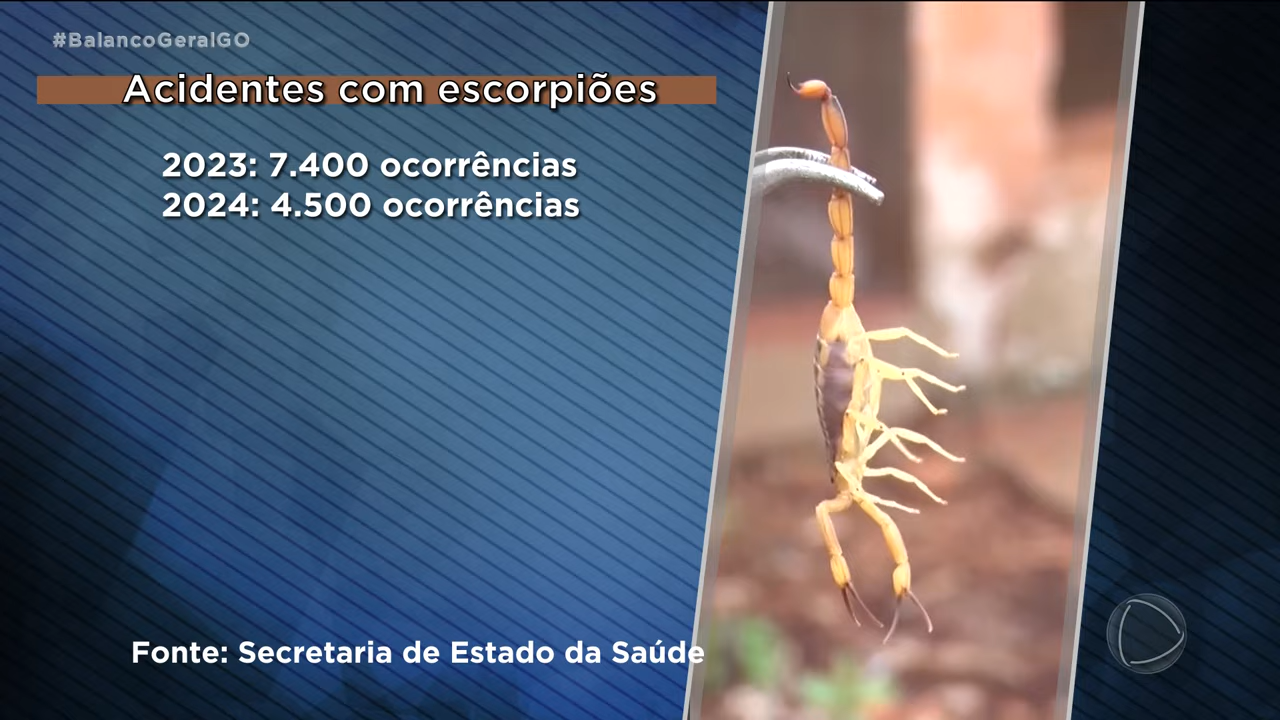 #BalancoGeralGO
Acidentes com escorpiões
2023: 7.400 ocorrências
2024: 4.500 ocorrências
Fonte: Secretaria de Estado da Saúde